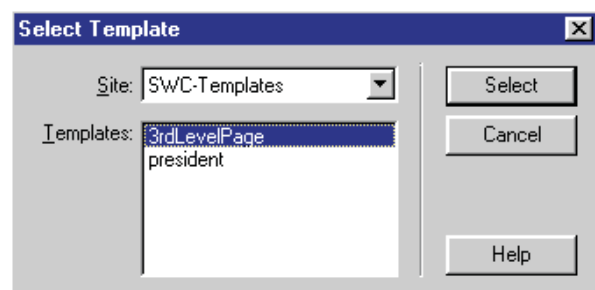 Select Template
Site: SWC-Templates Select
Templates: 3rdLevelPage Cancel
president
Help